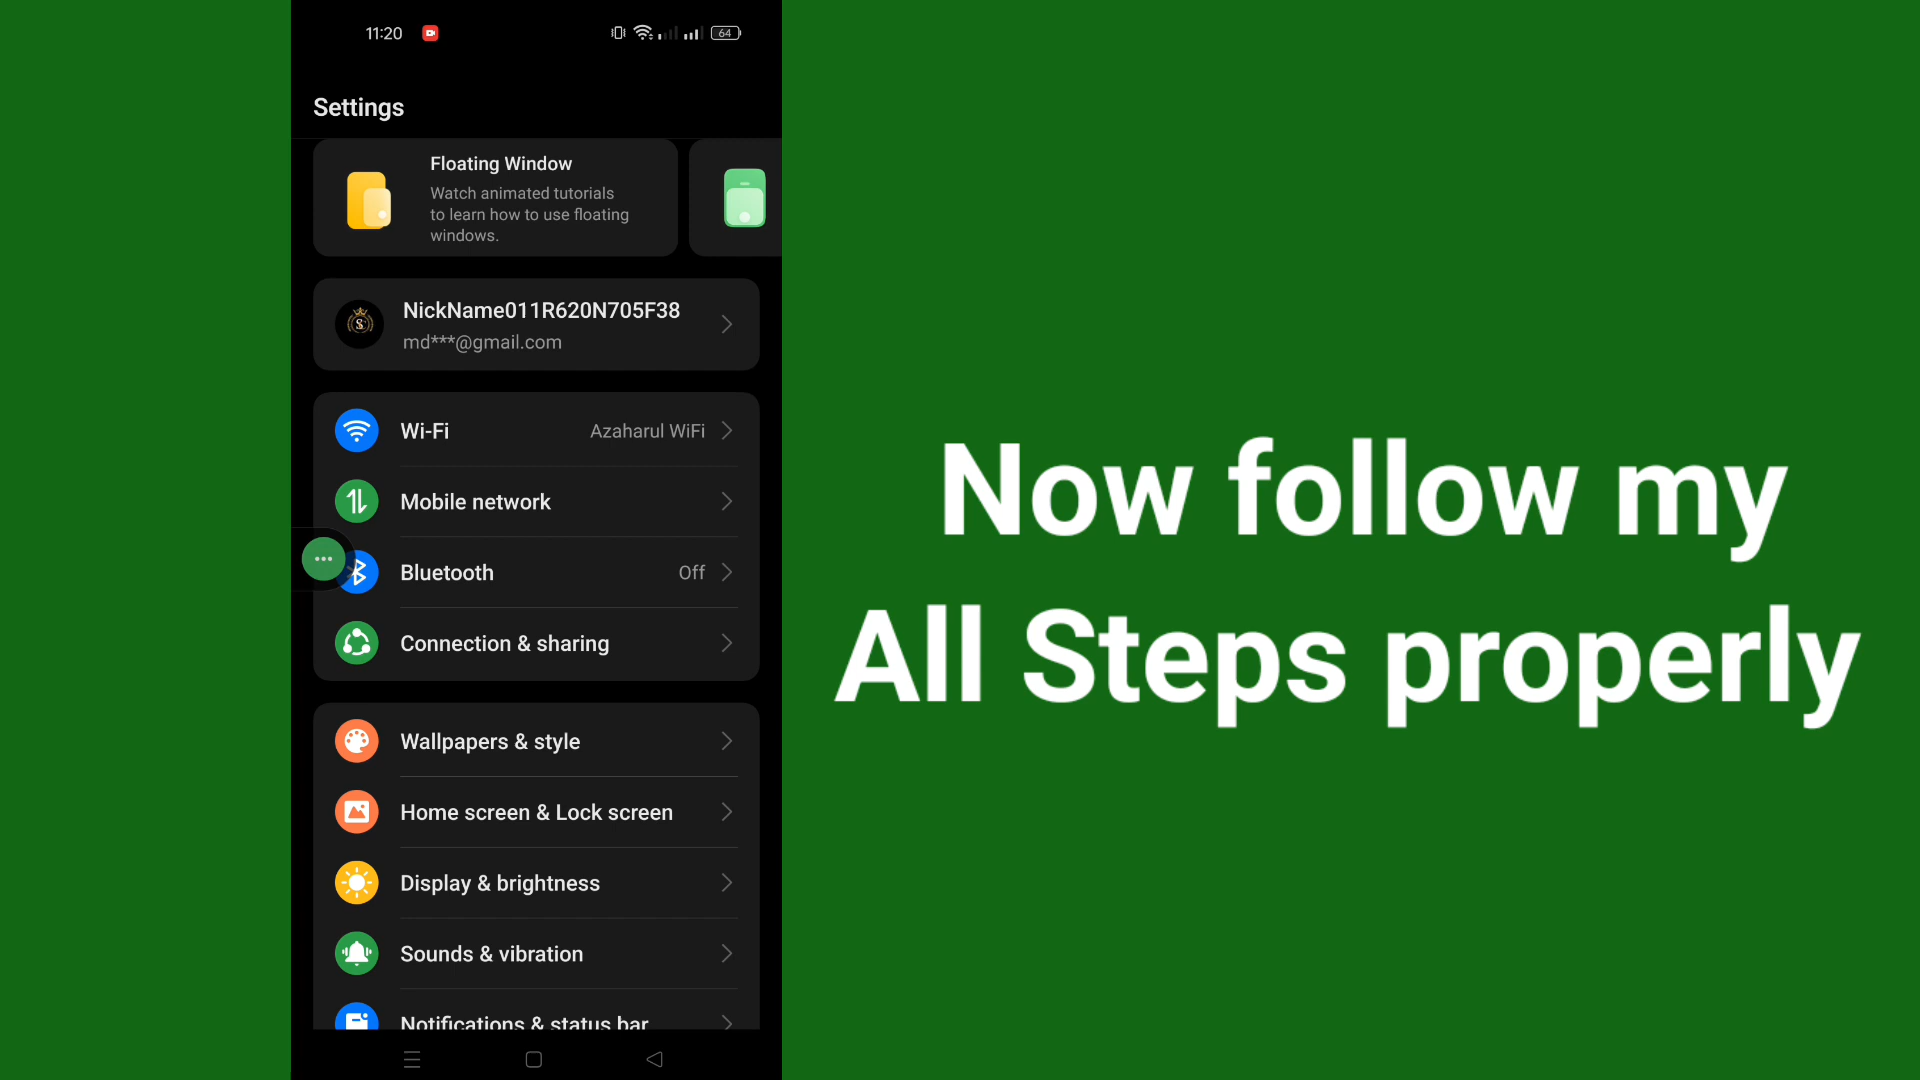 11:20
64
Settings
Floating Window
Watch animated tutorials
to learn how to use floating
windows.
NickName011R620N705F38
md***@gmail.com
Wi-Fi Azaharul WiFi
Mobile network
Bluetooth Off
Connection & sharing
Wallpapers & style
Home screen & Lock screen
Display & brightness
Sounds & vibration
Notifications & status bar
Now follow my
All Steps properly